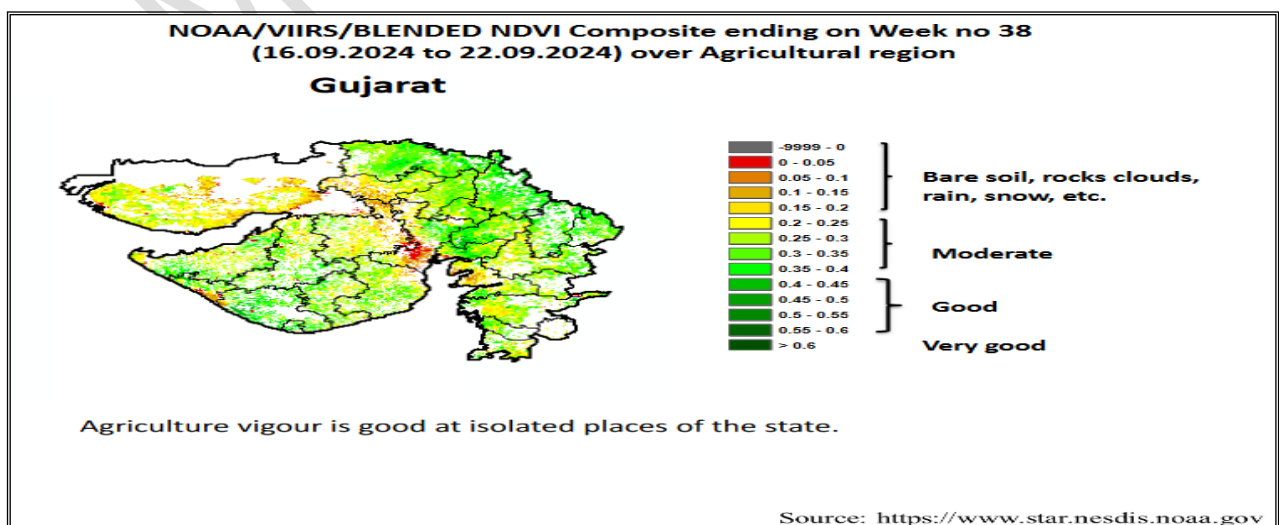 NOAA/VIIRS/BLENDED NDVI Composite ending on Week no 38
(16.09.2024 to 22.09.2024) over Agricultural region
Gujarat
-9999 - 0
0 - 0.05
0.05 - 0.1
0.1 - 0.15
0.15 - 0.2
0.2 - 0.25
0.25 - 0.3
0.3 - 0.35
0.35 - 0.4
0.4 - 0.45
0.45 - 0.5
0.5 - 0.55
0.55 - 0.6
> 0.6
Bare soil, rocks clouds,
rain, snow, etc.
Moderate
Good
Very good
Agriculture vigour is good at isolated places of the state.
Source: https://www.star.nesdis.noaa.gov